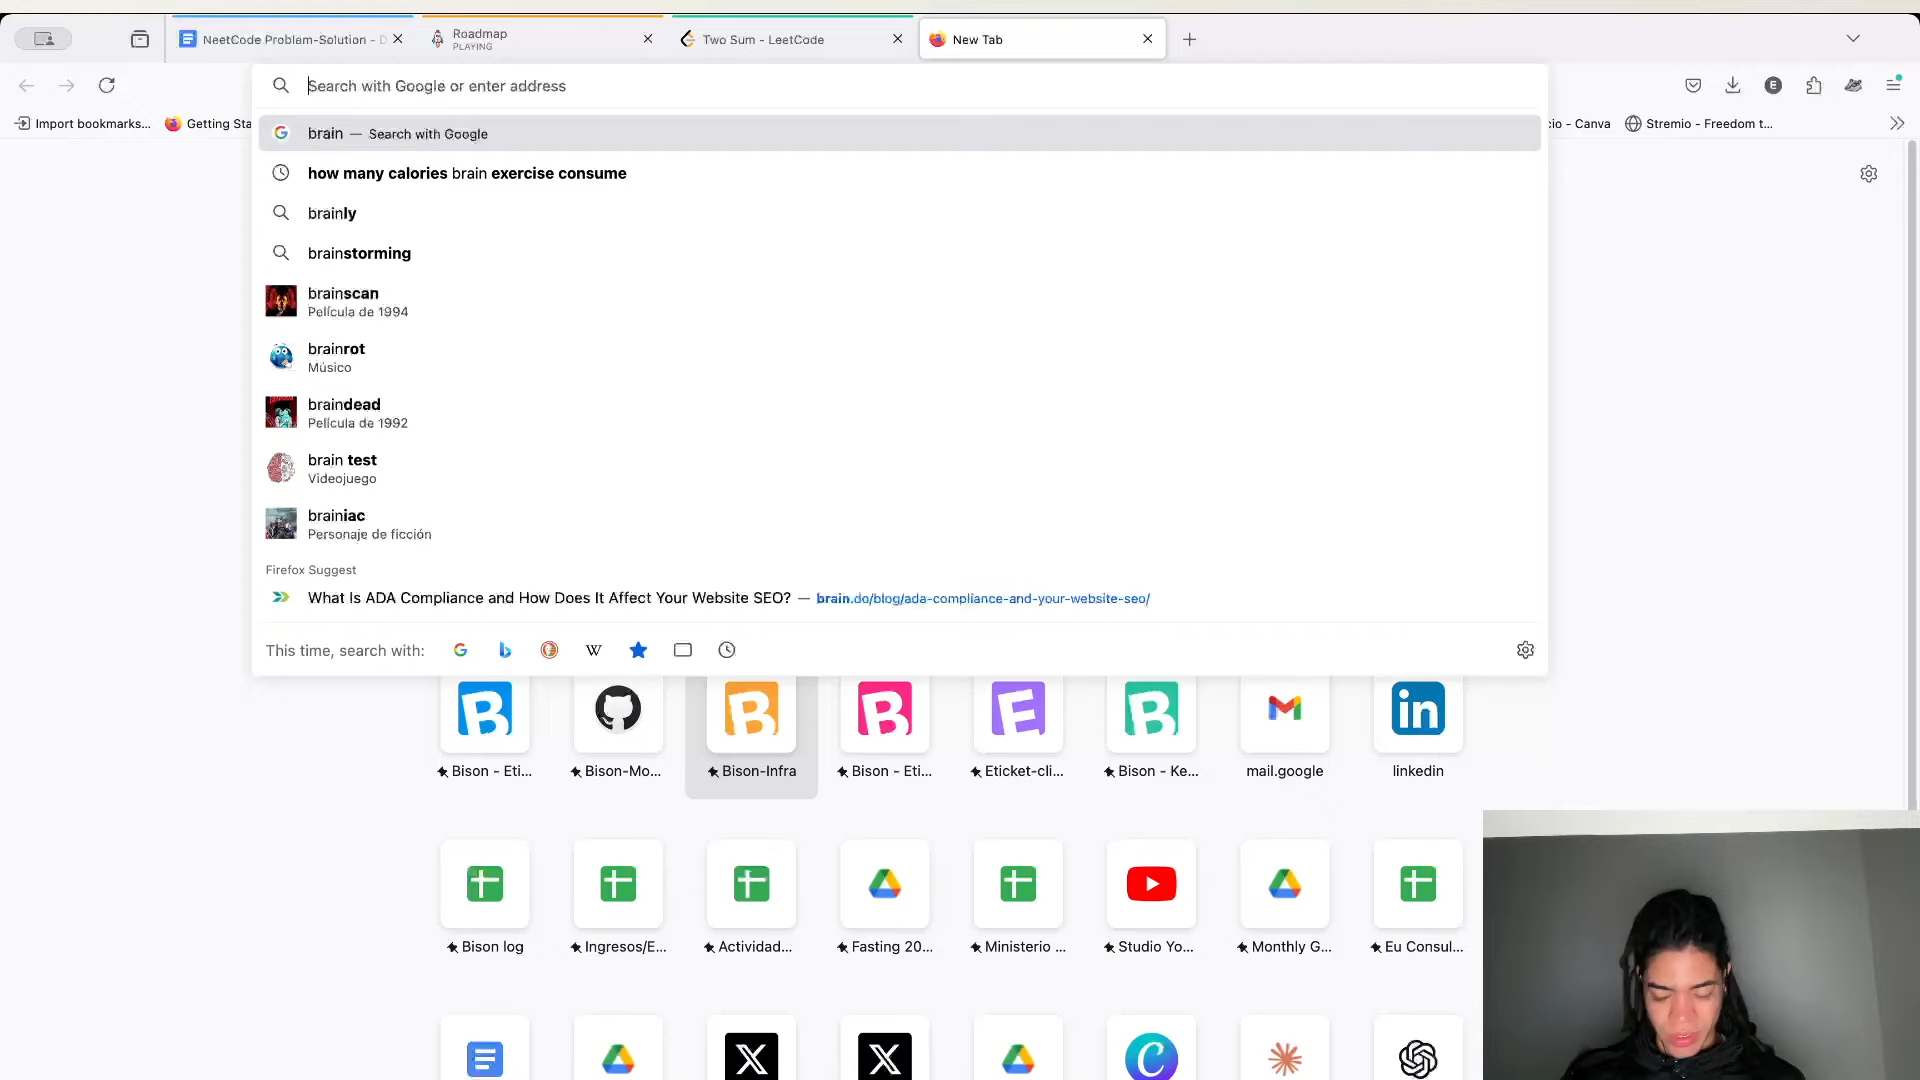 NeetCode Problem-Solution - D
Roadmap
PLAYING
Two Sum - LeetCode
New Tab
Search with Google or enter address
E
Import bookmarks...
Getting Sta
cio - Canva
Stremio - Freedom t...
brain — Search with Google
how many calories brain exercise consume
brainly
brainstorming
brainscan
Película de 1994
brainrot
Músico
braindead
Película de 1992
brain test
Videojuego
brainiac
Personaje de ficción
Firefox Suggest
What Is ADA Compliance and How Does It Affect Your Website SEO? — brain.do/blog/ada-compliance-and-your-website-seo/
This time, search with:
Bison - Eti...
Bison-Mo...
Bison-Infra
Bison - Eti...
Eticket-cli...
Bison - Ke...
mail.google
linkedin
Bison log
Ingresos/E...
Actividad...
Fasting 20...
Ministerio ...
Studio Yo...
Monthly G...
Eu Consul...